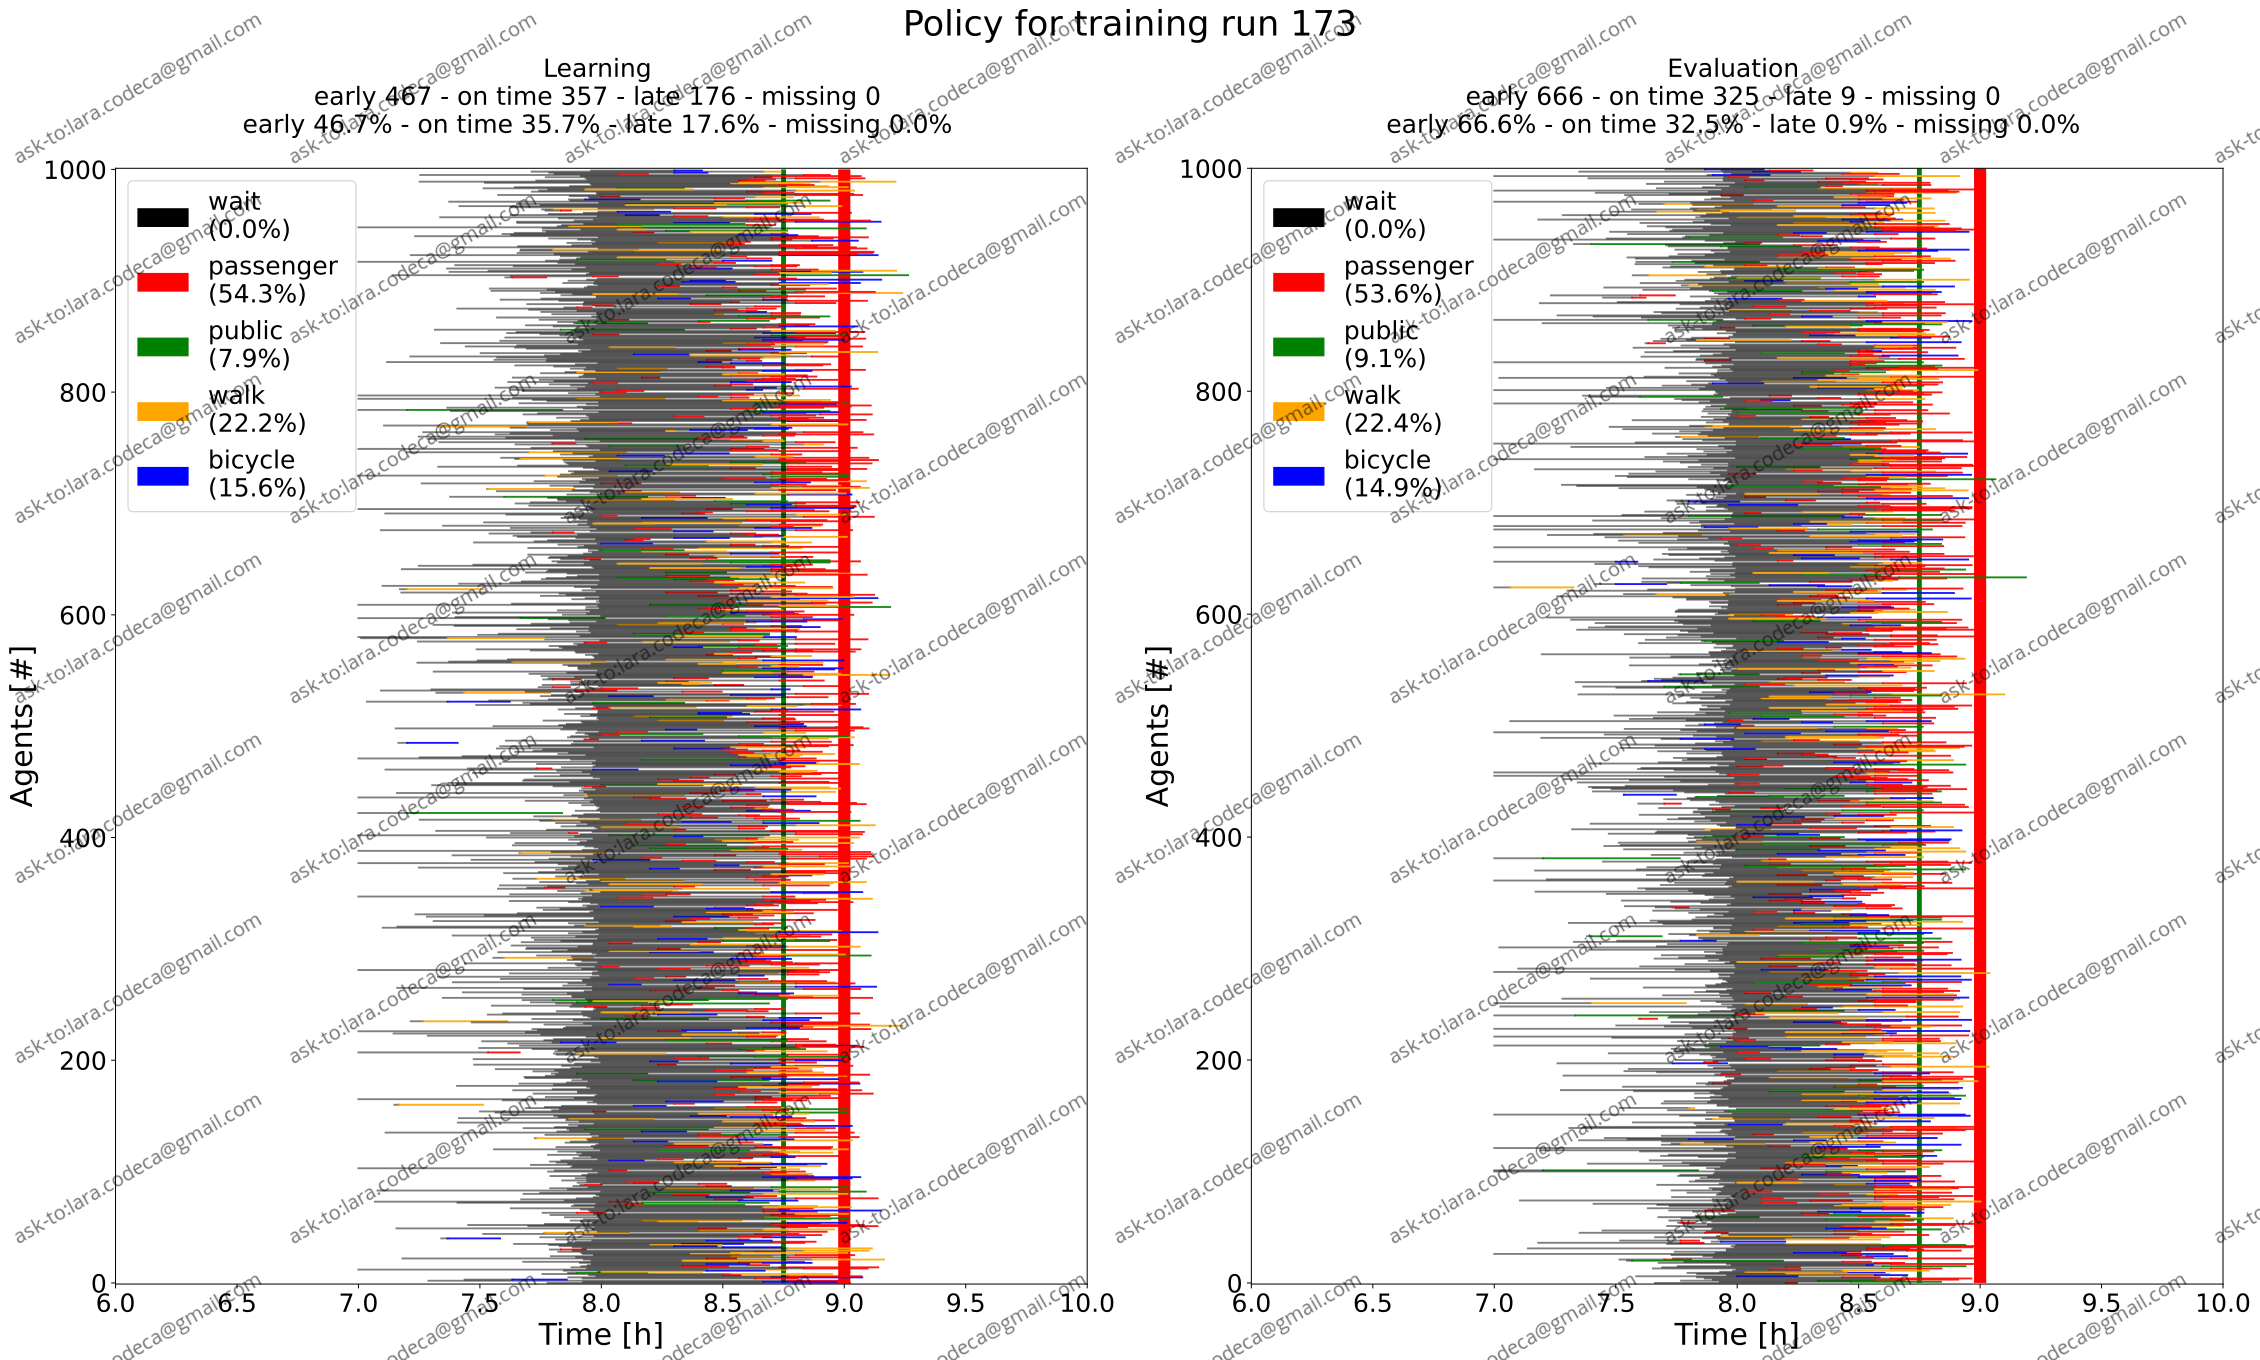 Policy for training run 173
Learning
early 467 - on time 357 - late 176 - missing 0
early 46.7% - on time 35.7% - late 17.6% - missing 0.0%
1000
800
600
400
200
0
Agents [#]
wait
(0.0%)
passenger
(54.3%)
public
(7.9%)
walk
(22.2%)
bicycle
(15.6%)
6.0 6.5 7.0 7.5 8.0 8.5 9.0 9.5 10.0
Time [h]
Evaluation
early 666 - on time 325 - late 9 - missing 0
early 66.6% - on time 32.5% - late 0.9% - missing 0.0%
1000
800
600
400
200
0
Agents [#]
wait
(0.0%)
passenger
(53.6%)
public
(9.1%)
walk
(22.4%)
bicycle
(14.9%)
6.0 6.5 7.0 7.5 8.0 8.5 9.0 9.5 10.0
Time [h]
ask-to:lara.codeca@gmail.com